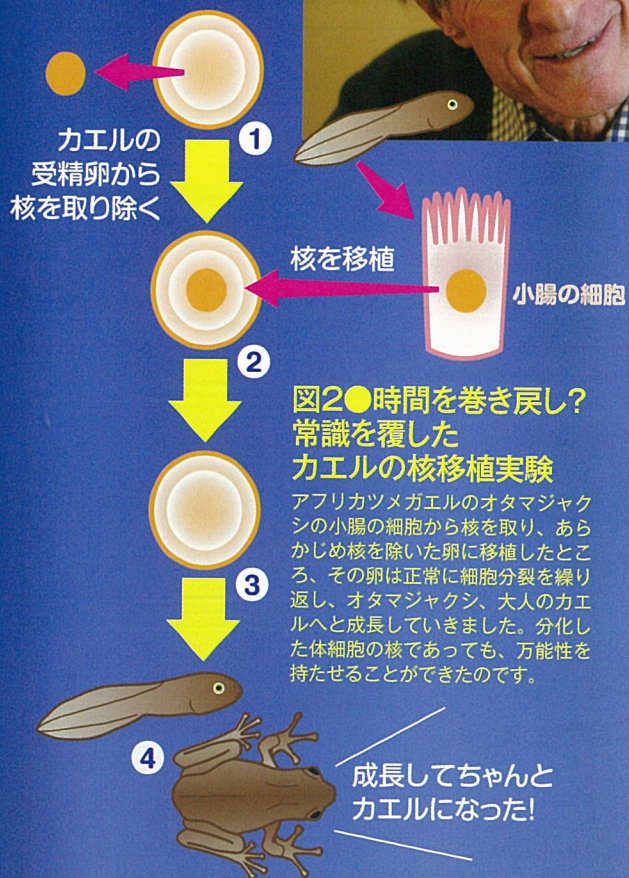 カエルの
受精卵から
核を取り除く
①
核を移植
小腸の細胞
②
図2●時間を巻き戻し?
常識を覆した
カエルの核移植実験
アフリカツメガエルのオタマジャク
シの小腸の細胞から核を取り、あら
かじめ核を除いた卵に移植したとこ
ろ、その卵は正常に細胞分裂を繰り
返し、オタマジャクシ、大人のカエ
ルへと成長していきました。分化し
た体細胞の核であっても、万能性を
持たせることができたのです。
③
④
成長してちゃんと
カエルになった!